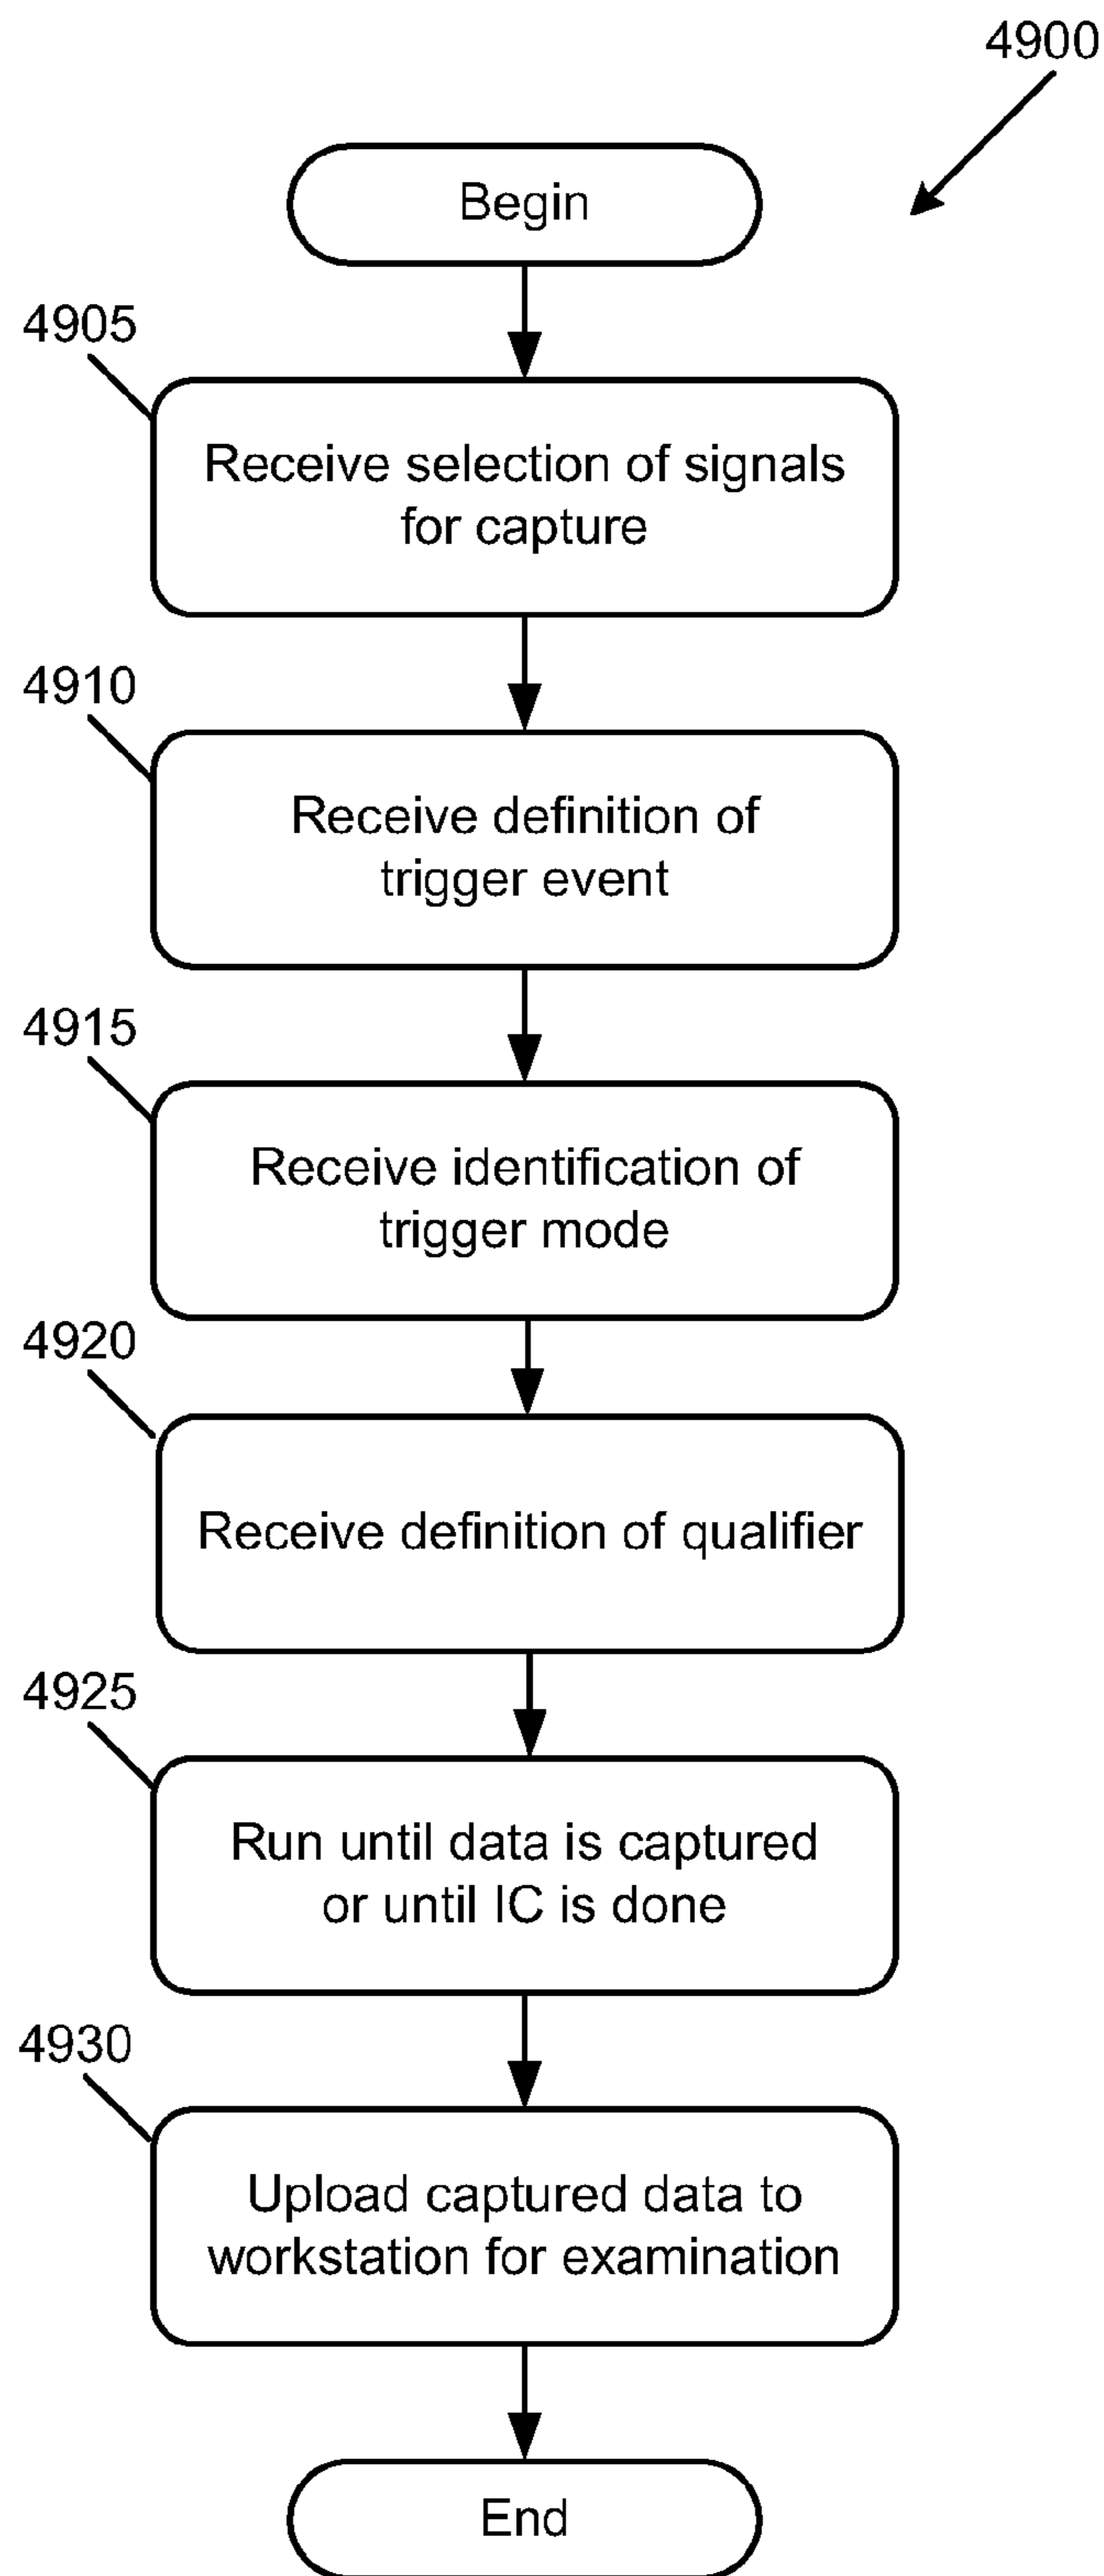 4900
Begin
4905
Receive selection of signals
for capture
4910
Receive definition of
trigger event
4915
Receive identification of
trigger mode
4920
Receive definition of qualifier
4925
Run until data is captured
or until IC is done
4930
Upload captured data to
workstation for examination
End